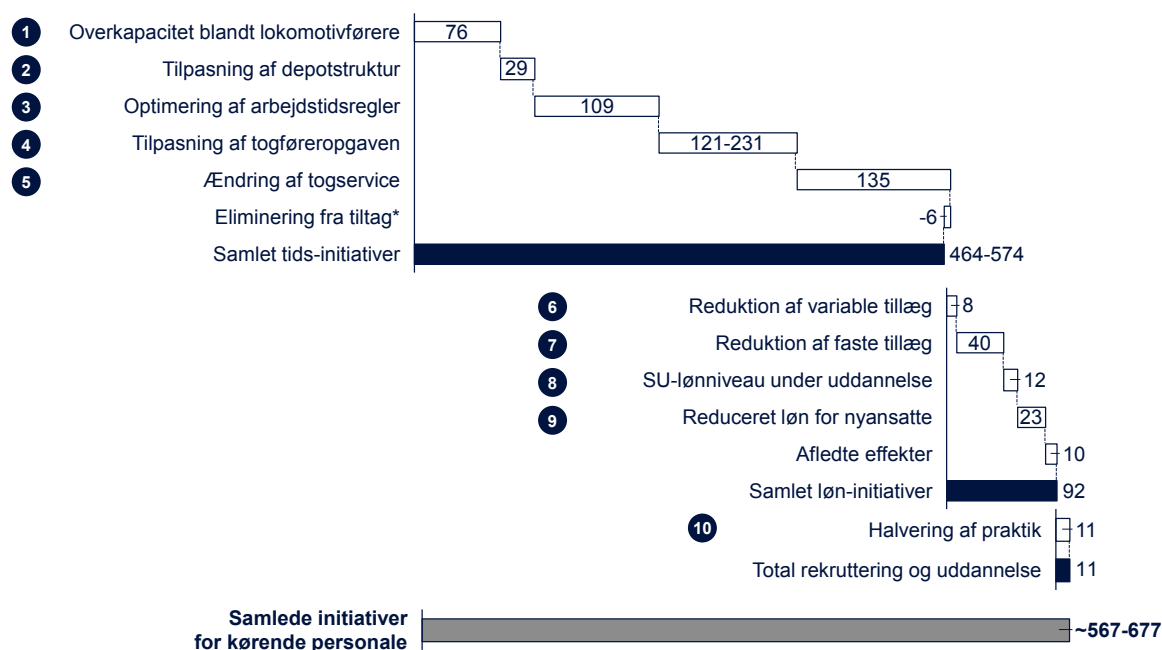 1 Overkapacitet blandt lokomotivførere 76
2 Tilpasning af depotstruktur 29
3 Optimering af arbejdstidsregler 109
4 Tilpasning af togføreropgaven 121-231
5 Ændring af togservice 135
Eliminering fra tiltag* -6
Samlet tids-initiativer 464-574
6 Reduktion af variable tillæg 8
7 Reduktion af faste tillæg 40
8 SU-lønniveau under uddannelse 12
9 Reduceret løn for nyansatte 23
Afledte effekter 10
Samlet løn-initiativer 92
10 Halvering af praktik 11
Total rekruttering og uddannelse 11
Samlede initiativer
for kørende personale ~567-677